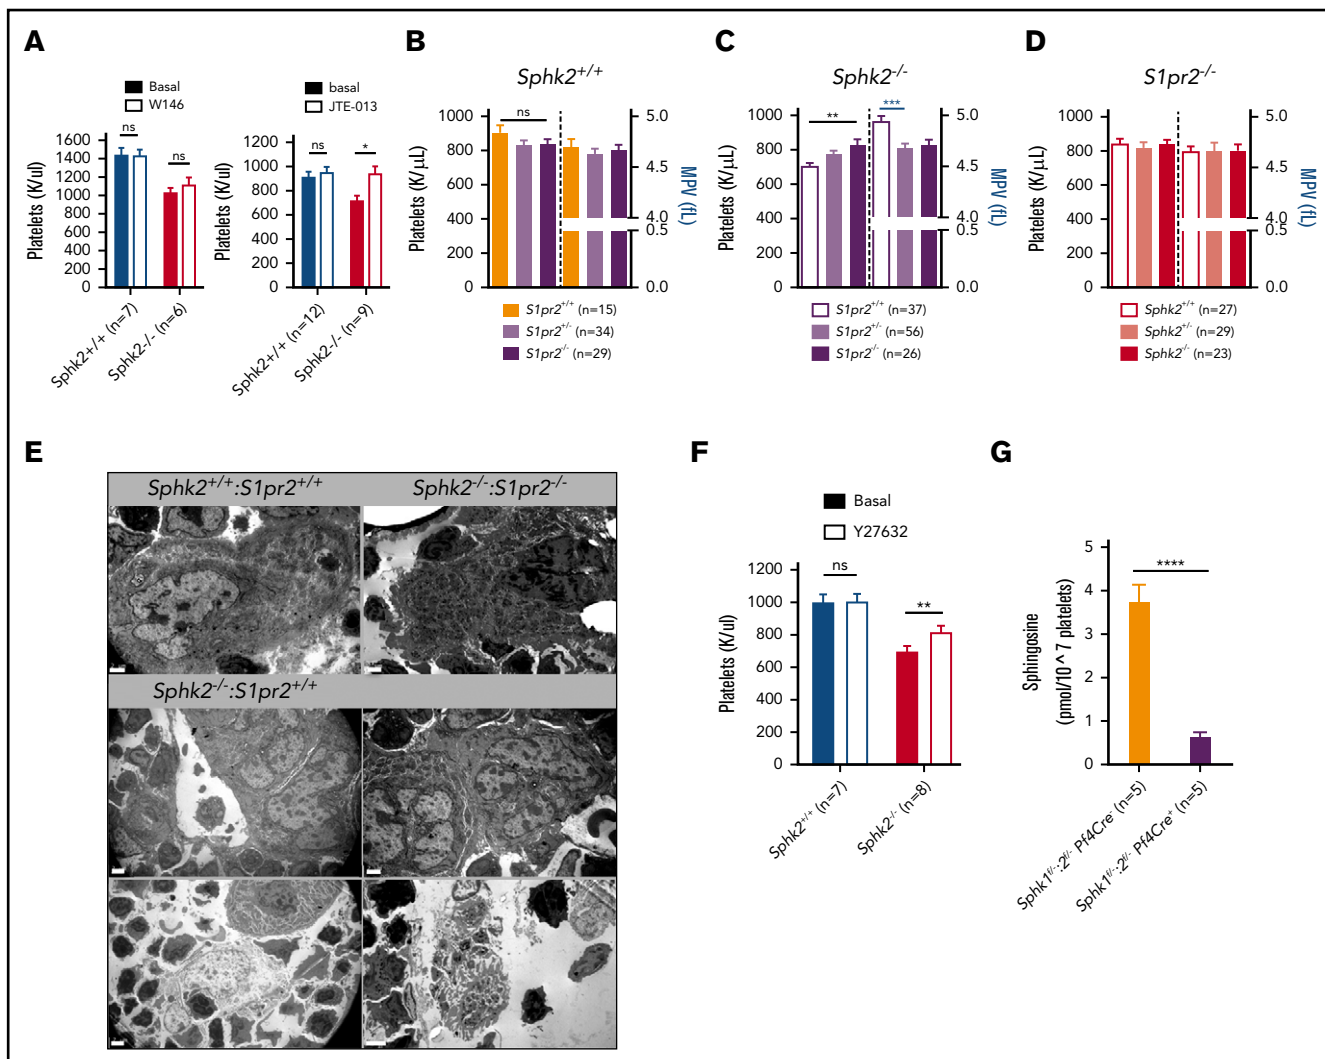 A
Basal
W146
Platelets (K/ul)
1600
1400
1200
1000
800
600
400
200
0
ns
ns
Sphk2+/+ (n=7)
Sphk2-/- (n=6)
basal
JTE-013
Platelets (K/ul)
1200
1000
800
600
400
200
0
ns
*
Sphk2+/+ (n=12)
Sphk2-/- (n=9)
B
Sphk2+/+
Platelets (K/μL)
1000
800
600
400
200
0
ns
5.0
4.5
4.0
0.5
0.0
MPV (fL)
S1pr2+/+ (n=15)
S1pr2+/- (n=34)
S1pr2-/- (n=29)
C
Sphk2-/-
Platelets (K/μL)
1000
800
600
400
200
0
**
***
5.0
4.5
4.0
0.5
0.0
MPV (fL)
S1pr2+/+ (n=37)
S1pr2+/- (n=56)
S1pr2-/- (n=26)
D
S1pr2-/-
Platelets (K/μL)
1000
800
600
400
200
0
5.0
4.5
4.0
0.5
0.0
MPV (fL)
Sphk2+/+ (n=27)
Sphk2+/- (n=29)
Sphk2-/- (n=23)
E
Sphk2+/+:S1pr2+/+
Sphk2-/-:S1pr2-/-
Sphk2-/-:S1pr2+/+
F
Basal
Y27632
Platelets (K/ul)
1200
1000
800
600
400
200
0
ns
**
Sphk2+/+ (n=7)
Sphk2-/- (n=8)
G
Sphingosine
(pmol/10^7 platelets)
5
4
3
2
1
0
****
Sphk1f/-:2f/- Pf4Cre- (n=5)
Sphk1f/-:2f/- Pf4Cre+ (n=5)